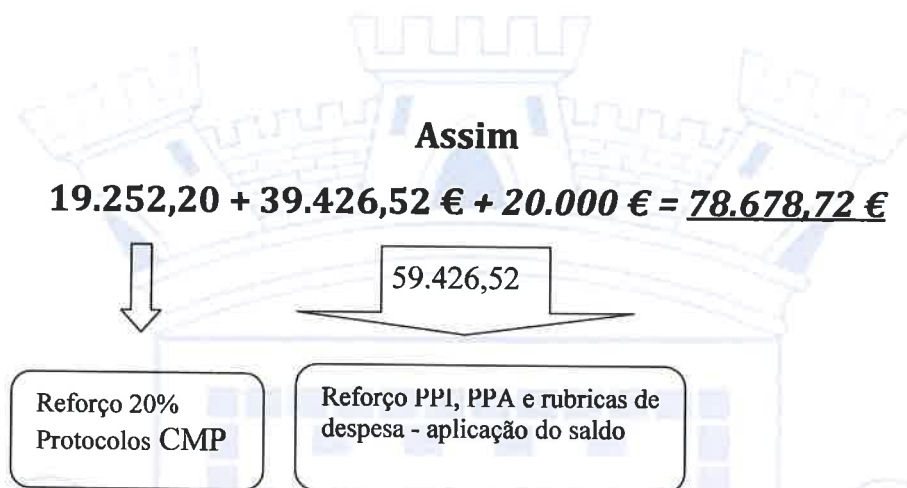 Assim
19.252,20 + 39.426,52 € + 20.000 € = 78.678,72 €
59.426,52
Reforço 20%
Protocolos CMP
Reforço PPI, PPA e rubricas de
despesa - aplicação do saldo